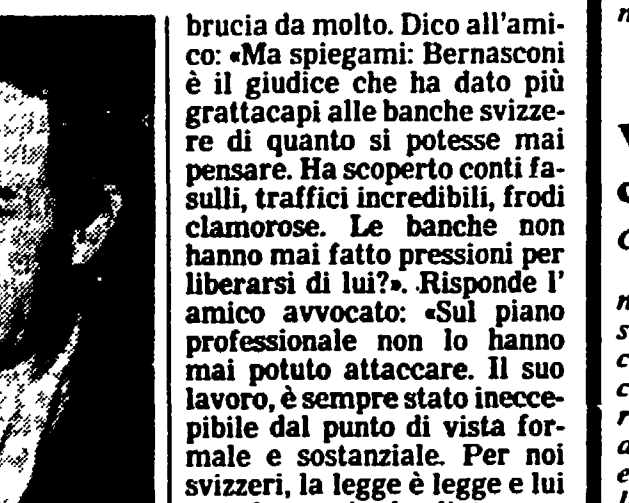 brucia da molto. Dico all'ami-
co: «Ma spiegami: Bernasconi
è il giudice che ha dato più
grattacapi alle banche svizze-
re di quanto si potesse mai
pensare. Ha scoperto conti fa-
sulli, traffici incredibili, frodi
clamorose. Le banche non
hanno mai fatto pressioni per
liberarsi di lui?». Risponde l'
amico avvocato: «Sul piano
professionale non lo hanno
mai potuto attaccare. Il suo
lavoro, è sempre stato inecce-
pibile dal punto di vista for-
male e sostanziale. Per noi
svizzeri, la legge è legge e lui